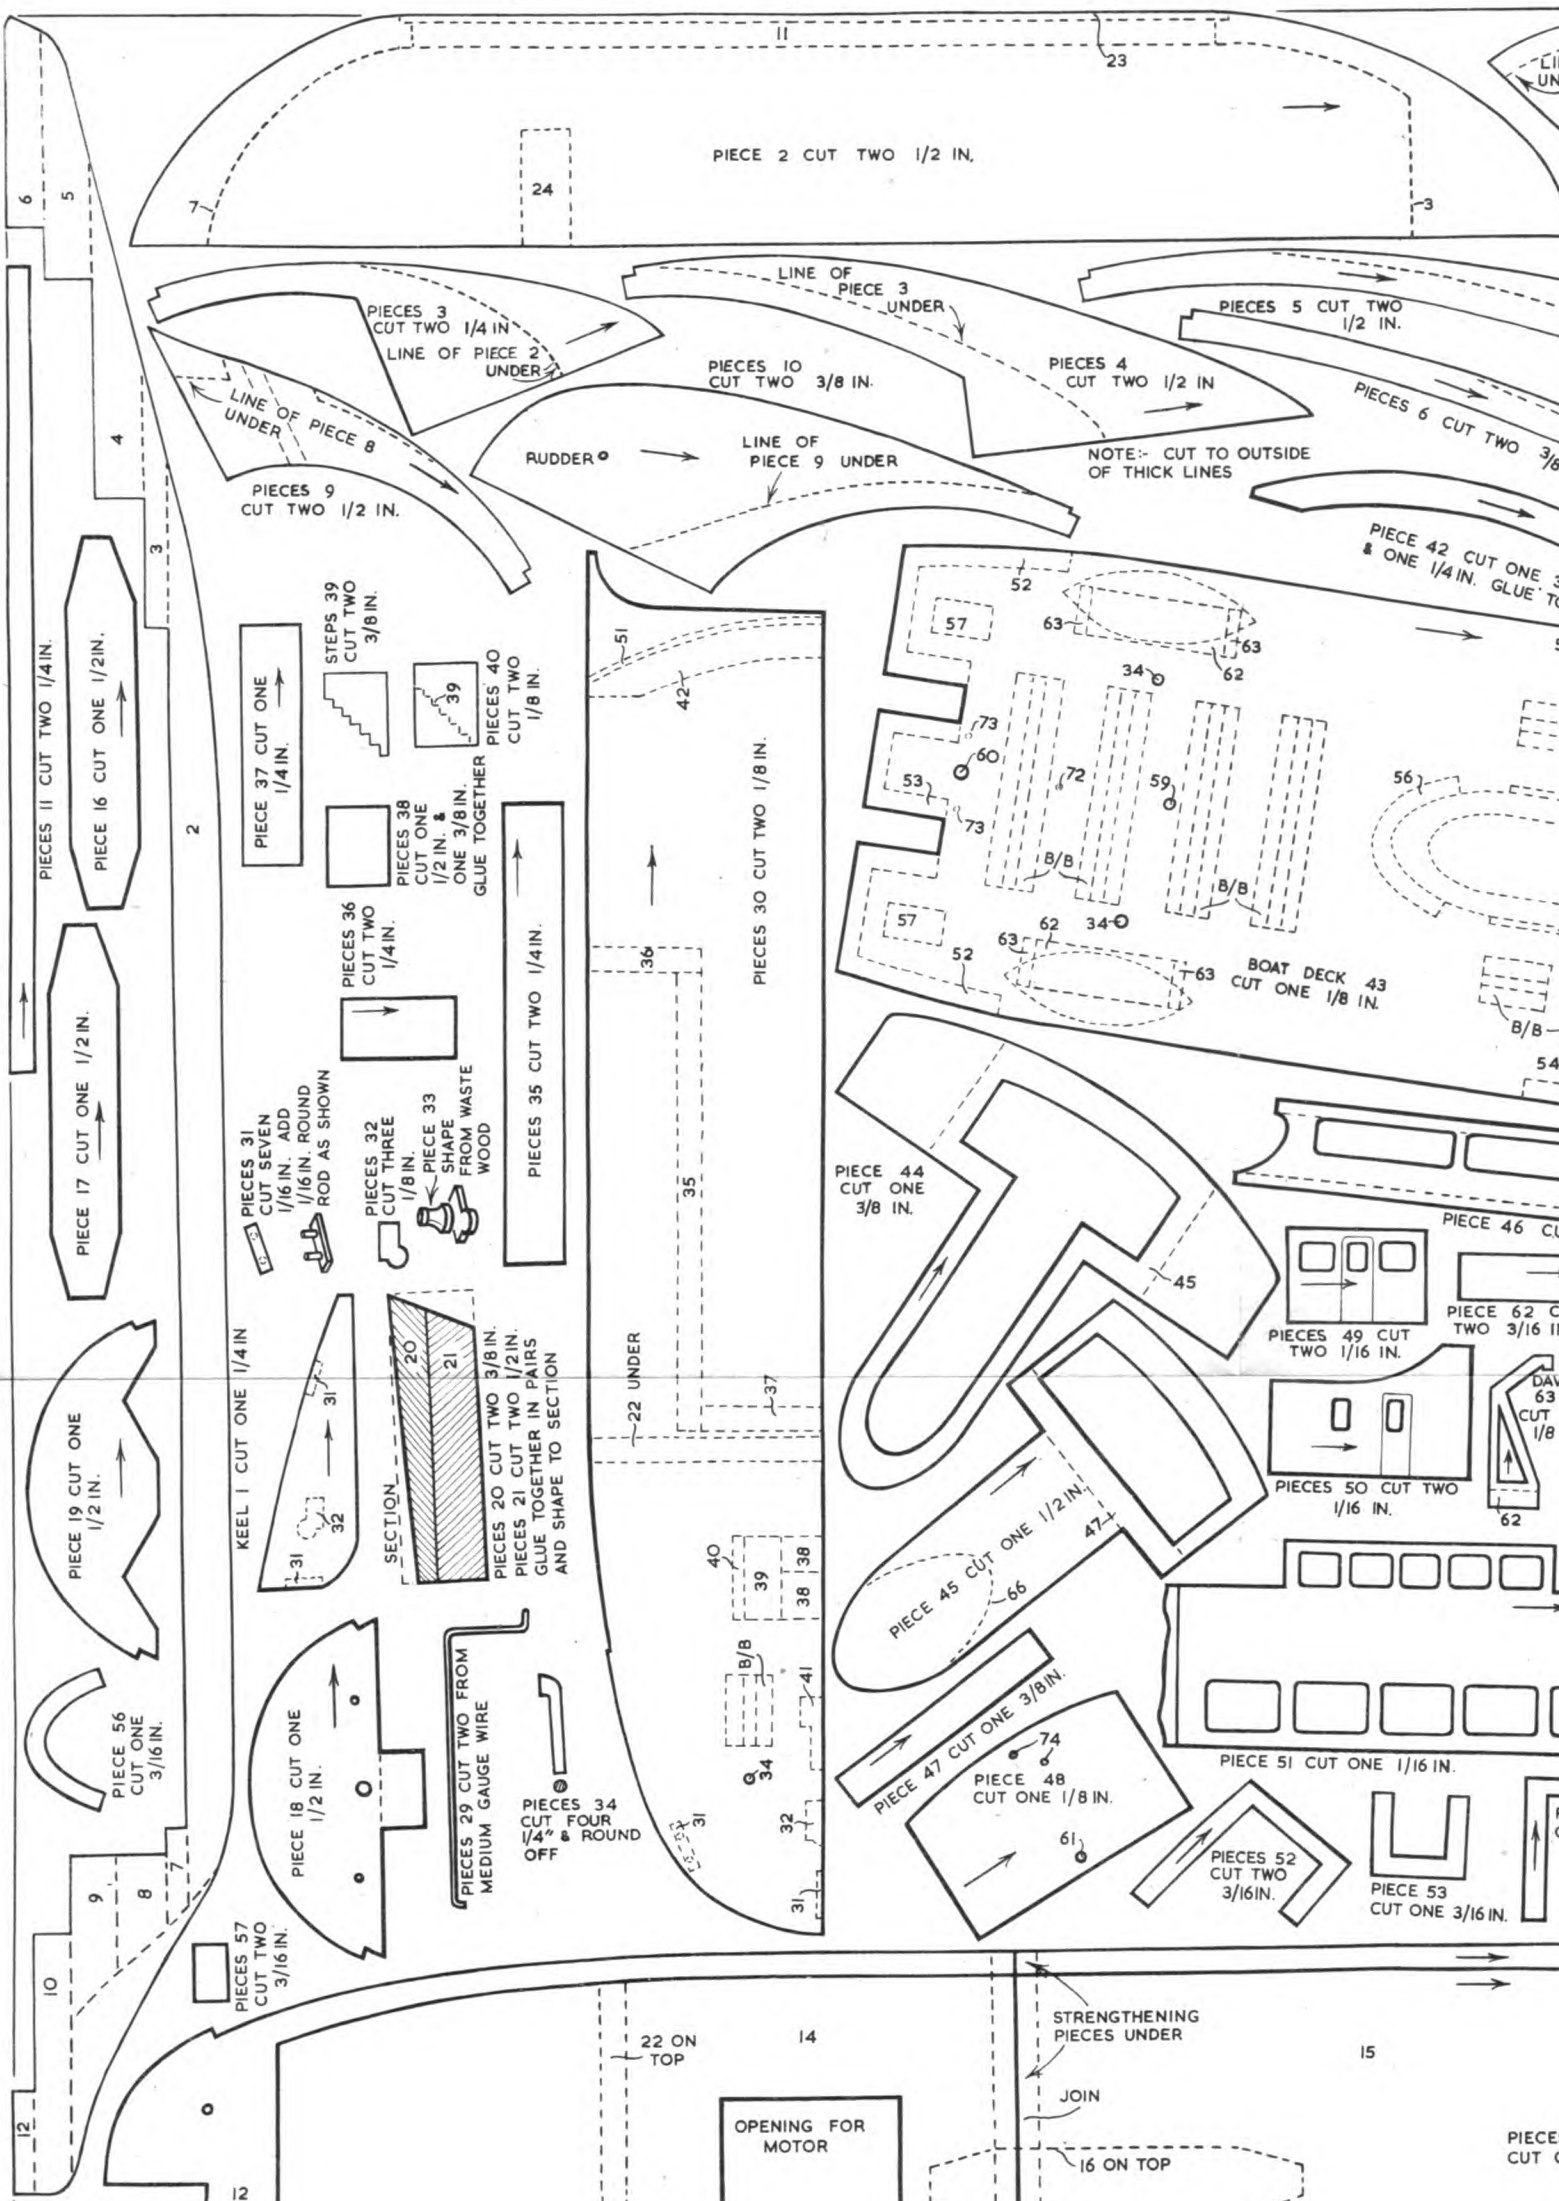 11
23
LI
UN
PIECE 2 CUT TWO 1/2 IN.
24
7
3
6
5
4
3
2
LINE OF
PIECE 3
UNDER
PIECES 3
CUT TWO 1/4 IN
LINE OF PIECE 2
UNDER
PIECES 5 CUT TWO
1/2 IN.
PIECES 10
CUT TWO 3/8 IN.
PIECES 4
CUT TWO 1/2 IN
PIECES 6 CUT TWO 3/8
LINE OF PIECE 8
UNDER
RUDDER
LINE OF
PIECE 9 UNDER
NOTE:- CUT TO OUTSIDE
OF THICK LINES
PIECES 9
CUT TWO 1/2 IN.
PIECE 42 CUT ONE 3
& ONE 1/4 IN. GLUE TO
PIECES 11 CUT TWO 1/4 IN.
PIECE 16 CUT ONE 1/2 IN.
PIECE 17 CUT ONE 1/2 IN.
PIECE 37 CUT ONE
1/4 IN.
STEPS 39
CUT TWO
3/8 IN.
39
PIECES 40
CUT TWO
1/8 IN.
PIECES 38
CUT ONE
1/2 IN. &
ONE 3/8 IN.
GLUE TOGETHER
PIECES 36
CUT TWO
1/4 IN.
PIECES 35 CUT TWO 1/4 IN.
PIECES 31
CUT SEVEN
1/16 IN. ADD
1/16 IN. ROUND
ROD AS SHOWN
PIECES 32
CUT THREE
1/8 IN.
PIECE 33
SHAPE
FROM WASTE
WOOD
51
42
36
35
PIECES 30 CUT TWO 1/8 IN.
22 UNDER
37
40
39
38
38
B/B
41
34
31
32
31
52
57
63
63
62
34
73
60
53
72
59
73
56
B/B
B/B
57
34
63
62
52
63
BOAT DECK 43
CUT ONE 1/8 IN.
B/B
54
5
PIECE 44
CUT ONE
3/8 IN.
45
PIECE 46 CU
PIECES 49 CUT
TWO 1/16 IN.
PIECE 62 C
TWO 3/16 I
PIECES 50 CUT TWO
1/16 IN.
DAV
63
CUT
1/8
62
KEEL 1 CUT ONE 1/4 IN
31
32
31
SECTION
20
21
PIECES 20 CUT TWO 3/8 IN.
PIECES 21 CUT TWO 1/2 IN.
GLUE TOGETHER IN PAIRS
AND SHAPE TO SECTION
PIECE 19 CUT ONE
1/2 IN.
PIECE 45 CUT ONE 1/2 IN.
47
66
PIECE 56
CUT ONE
3/16 IN.
PIECE 18 CUT ONE
1/2 IN.
PIECES 29 CUT TWO FROM
MEDIUM GAUGE WIRE
PIECES 34
CUT FOUR
1/4" & ROUND
OFF
PIECE 47 CUT ONE 3/8 IN.
74
PIECE 48
CUT ONE 1/8 IN.
61
PIECE 51 CUT ONE 1/16 IN.
PIECES 52
CUT TWO
3/16 IN.
PIECE 53
CUT ONE 3/16 IN.
9
8
7
10
12
PIECES 57
CUT TWO
3/16 IN.
22 ON
TOP
14
STRENGTHENING
PIECES UNDER
15
JOIN
OPENING FOR
MOTOR
16 ON TOP
PIECE
CUT
12